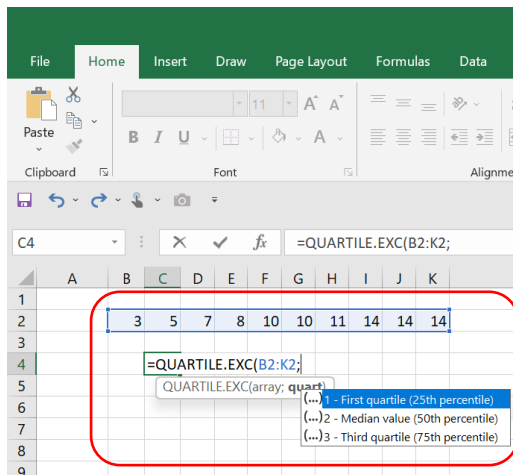 File Home Insert Draw Page Layout Formulas Data
11 A A
Paste
B I U A
Clipboard Font Alignme
C4 fx =QUARTILE.EXC(B2:K2;
A B C D E F G H I J K
1
2 3 5 7 8 10 10 11 14 14 14
3
4 =QUARTILE.EXC(B2:K2;
5 QUARTILE.EXC(array; quart)
(...)1 - First quartile (25th percentile)
6
(...)2 - Median value (50th percentile)
7
(...)3 - Third quartile (75th percentile)
8
9